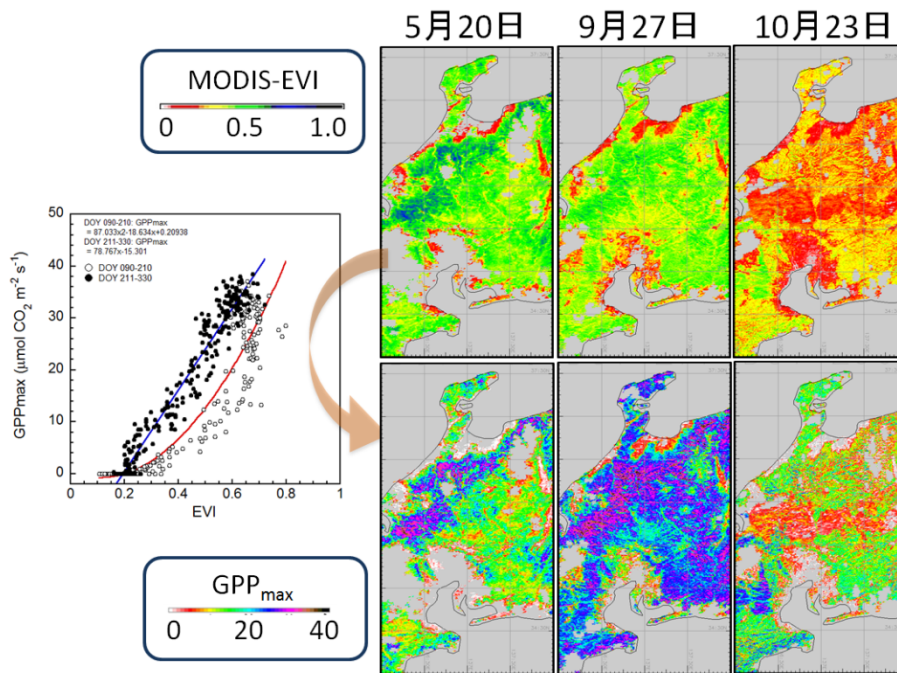 5月20日
9月27日
10月23日
MODIS-EVI
0 0.5 1.0
DOY 090-210: GPPmax
= 87.033x2-18.634x+0.20938
DOY 211-330: GPPmax
= 78.767x-15.301
DOY 090-210
DOY 211-330
GPPmax (μmol CO2 m-2 s-1)
50
40
30
20
10
0
0 0.2 0.4 0.6 0.8 1
EVI
GPPmax
0 20 40